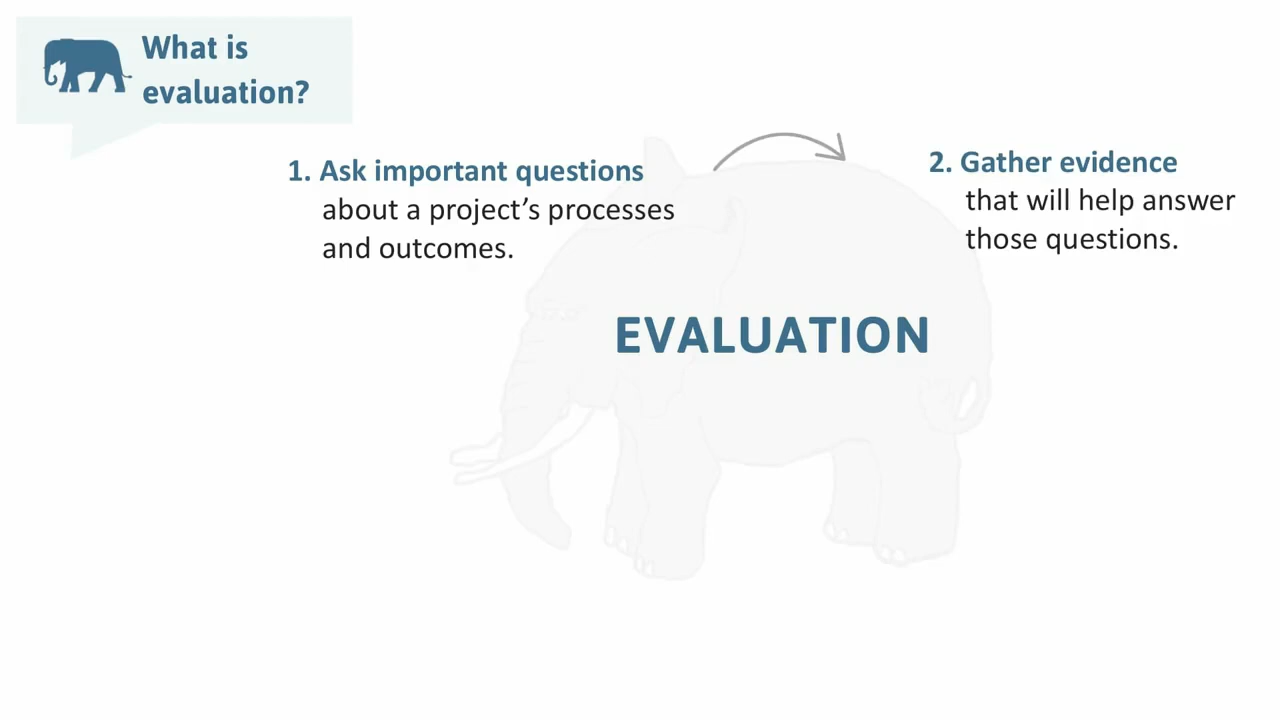 What is
evaluation?
1. Ask important questions
about a project’s processes
and outcomes.
2. Gather evidence
that will help answer
those questions.
EVALUATION